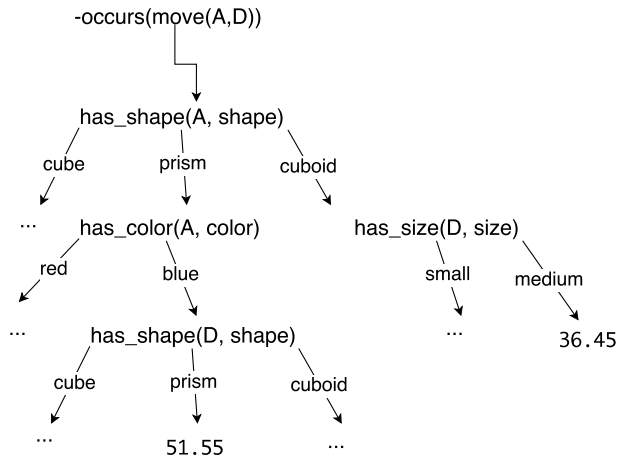 -occurs(move(A,D))
has_shape(A, shape)
cube prism cuboid
...
has_color(A, color) has_size(D, size)
red blue small medium
... ... 36.45
has_shape(D, shape)
cube prism cuboid
... 51.55 ...